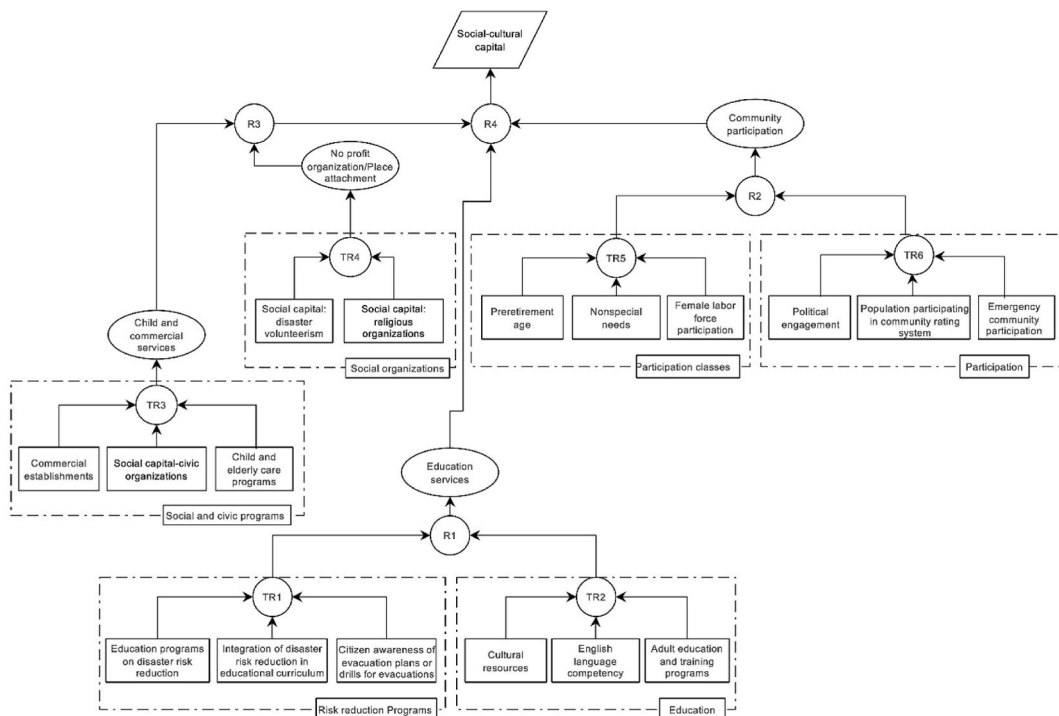 Social-cultural
capital
R3
R4
Community
participation
No profit
organization/Place
attachment
R2
TR4
Social capital:
disaster
volunteerism
Social capital:
religious
organizations
Social organizations
TR5
Preretirement
age
Nonspecial
needs
Female labor
force
participation
Participation classes
TR6
Political
engagement
Population participating
in community rating
system
Emergency
community
participation
Participation
Child and
commercial
services
TR3
Commercial
establishments
Social capital-civic
organizations
Child and
elderly care
programs
Social and civic programs
Education
services
R1
TR1
Education programs
on disaster risk
reduction
Integration of disaster
risk reduction in
educational curriculum
Citizen awareness of
evacuation plans or
drills for evacuations
Risk reduction Programs
TR2
Cultural
resources
English
language
competency
Adult education
and training
programs
Education